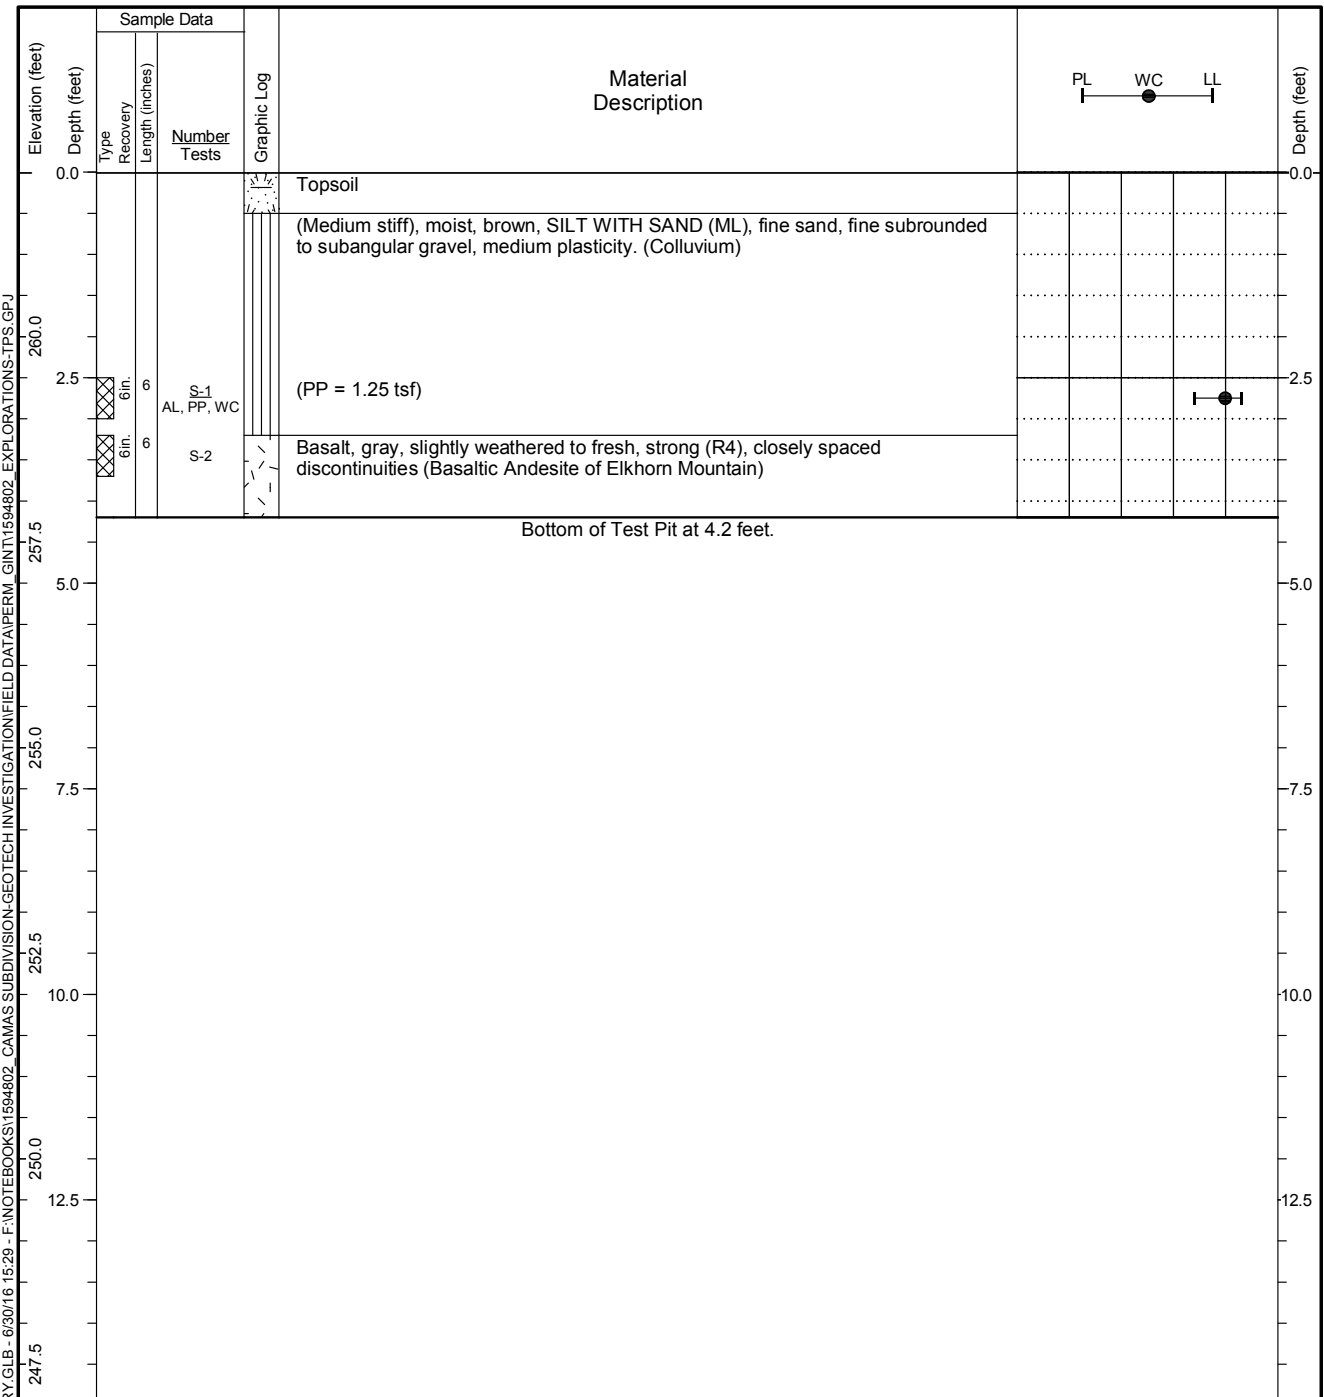 Sample Data
Elevation (feet)
Depth (feet)
Type
Recovery
Length (inches)
Number
Tests
Graphic Log
Material
Description
PL WC LL
Depth (feet)
0.0
Topsoil
0.0
(Medium stiff), moist, brown, SILT WITH SAND (ML), fine sand, fine subrounded
to subangular gravel, medium plasticity. (Colluvium)
260.0
2.5
6in.
6
S-1
AL, PP, WC
(PP = 1.25 tsf)
2.5
6in.
6
S-2
Basalt, gray, slightly weathered to fresh, strong (R4), closely spaced
discontinuities (Basaltic Andesite of Elkhorn Mountain)
Bottom of Test Pit at 4.2 feet.
257.5
5.0
5.0
255.0
7.5
7.5
252.5
10.0
10.0
250.0
12.5
12.5
247.5
RY.GLB - 6/30/16 15:29 - F:\NOTEBOOKS\1594802_CAMAS SUBDIVISION-GEOTECH INVESTIGATION\FIELD DATA\PERM_GINT\1594802_EXPLORATIONS-TPS.GPJ